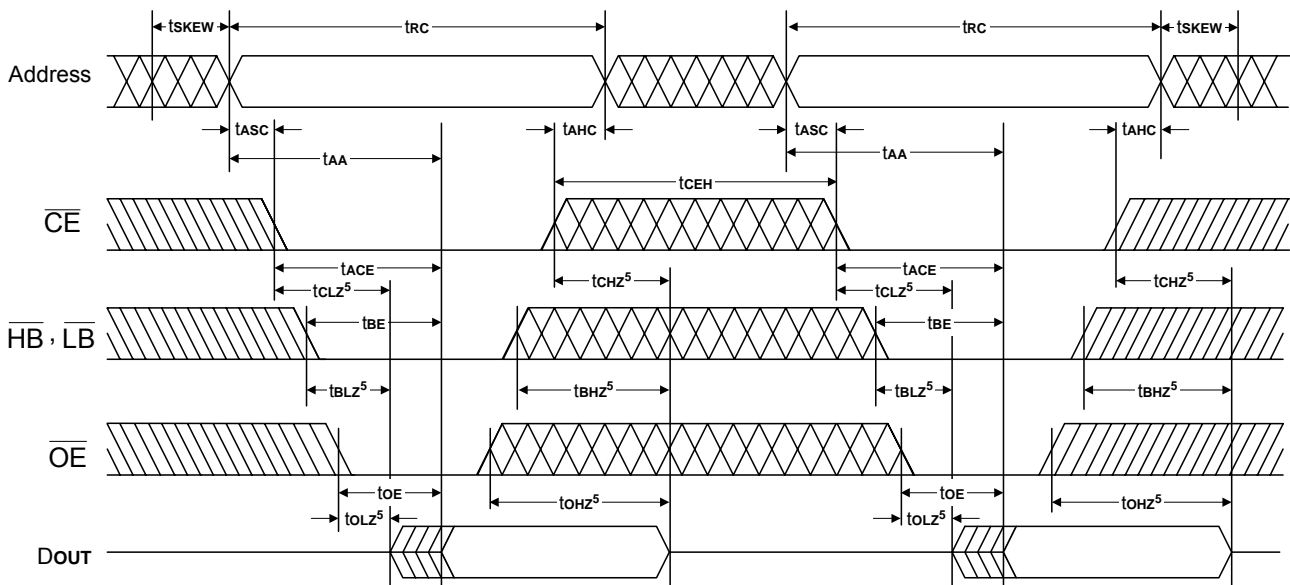 tSKEW tRC tRC tSKEW
Address
tASC tAHC tASC tAHC
tAA tAA
tCEH
CE
tACE tACE
tCLZ5 tCHZ5 tCLZ5 tCHZ5
HB , LB tBE tBE
tBLZ5 tBHZ5 tBLZ5 tBHZ5
OE
tOE tOE
tOLZ5 tOHZ5 tOLZ5 tOHZ5
DOUT